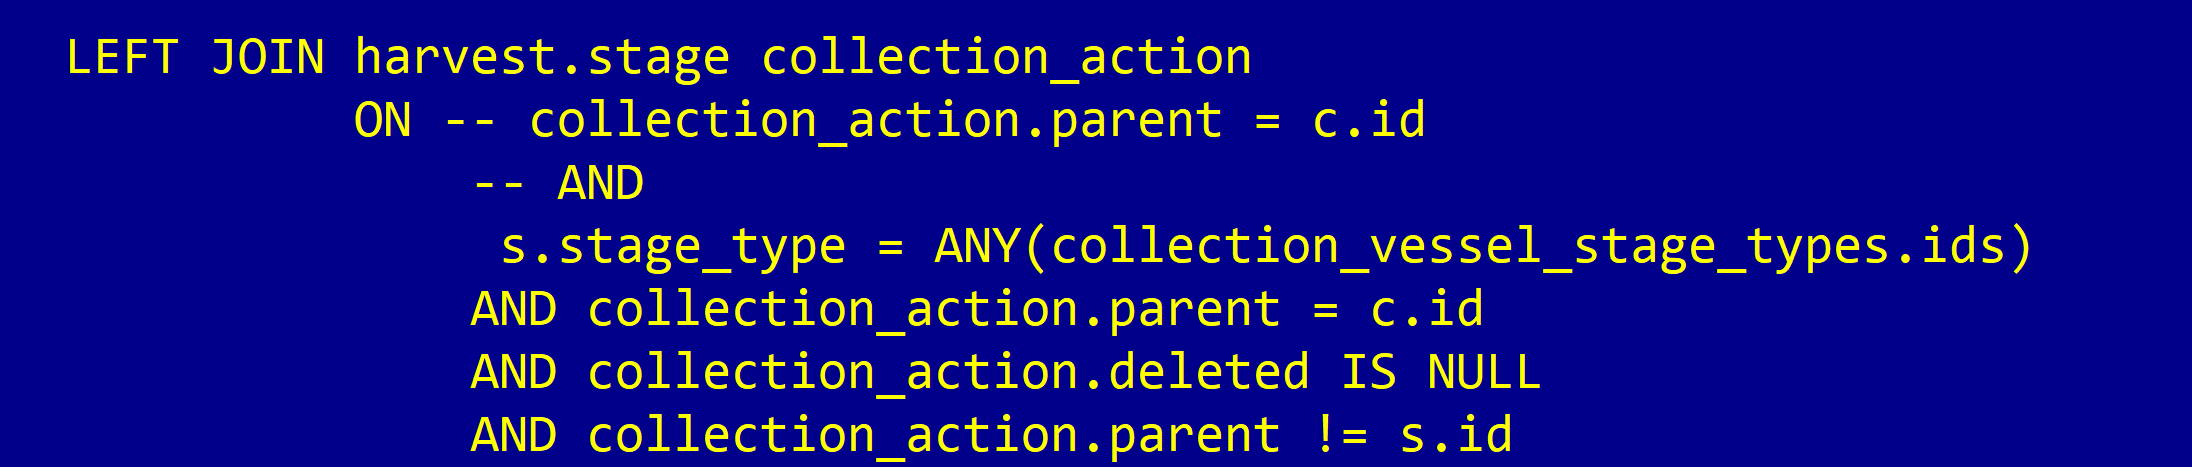 LEFT JOIN harvest.stage collection_action
ON -- collection_action.parent = c.id
-- AND
s.stage_type = ANY(collection_vessel_stage_types.ids)
AND collection_action.parent = c.id
AND collection_action.deleted IS NULL
AND collection_action.parent != s.id